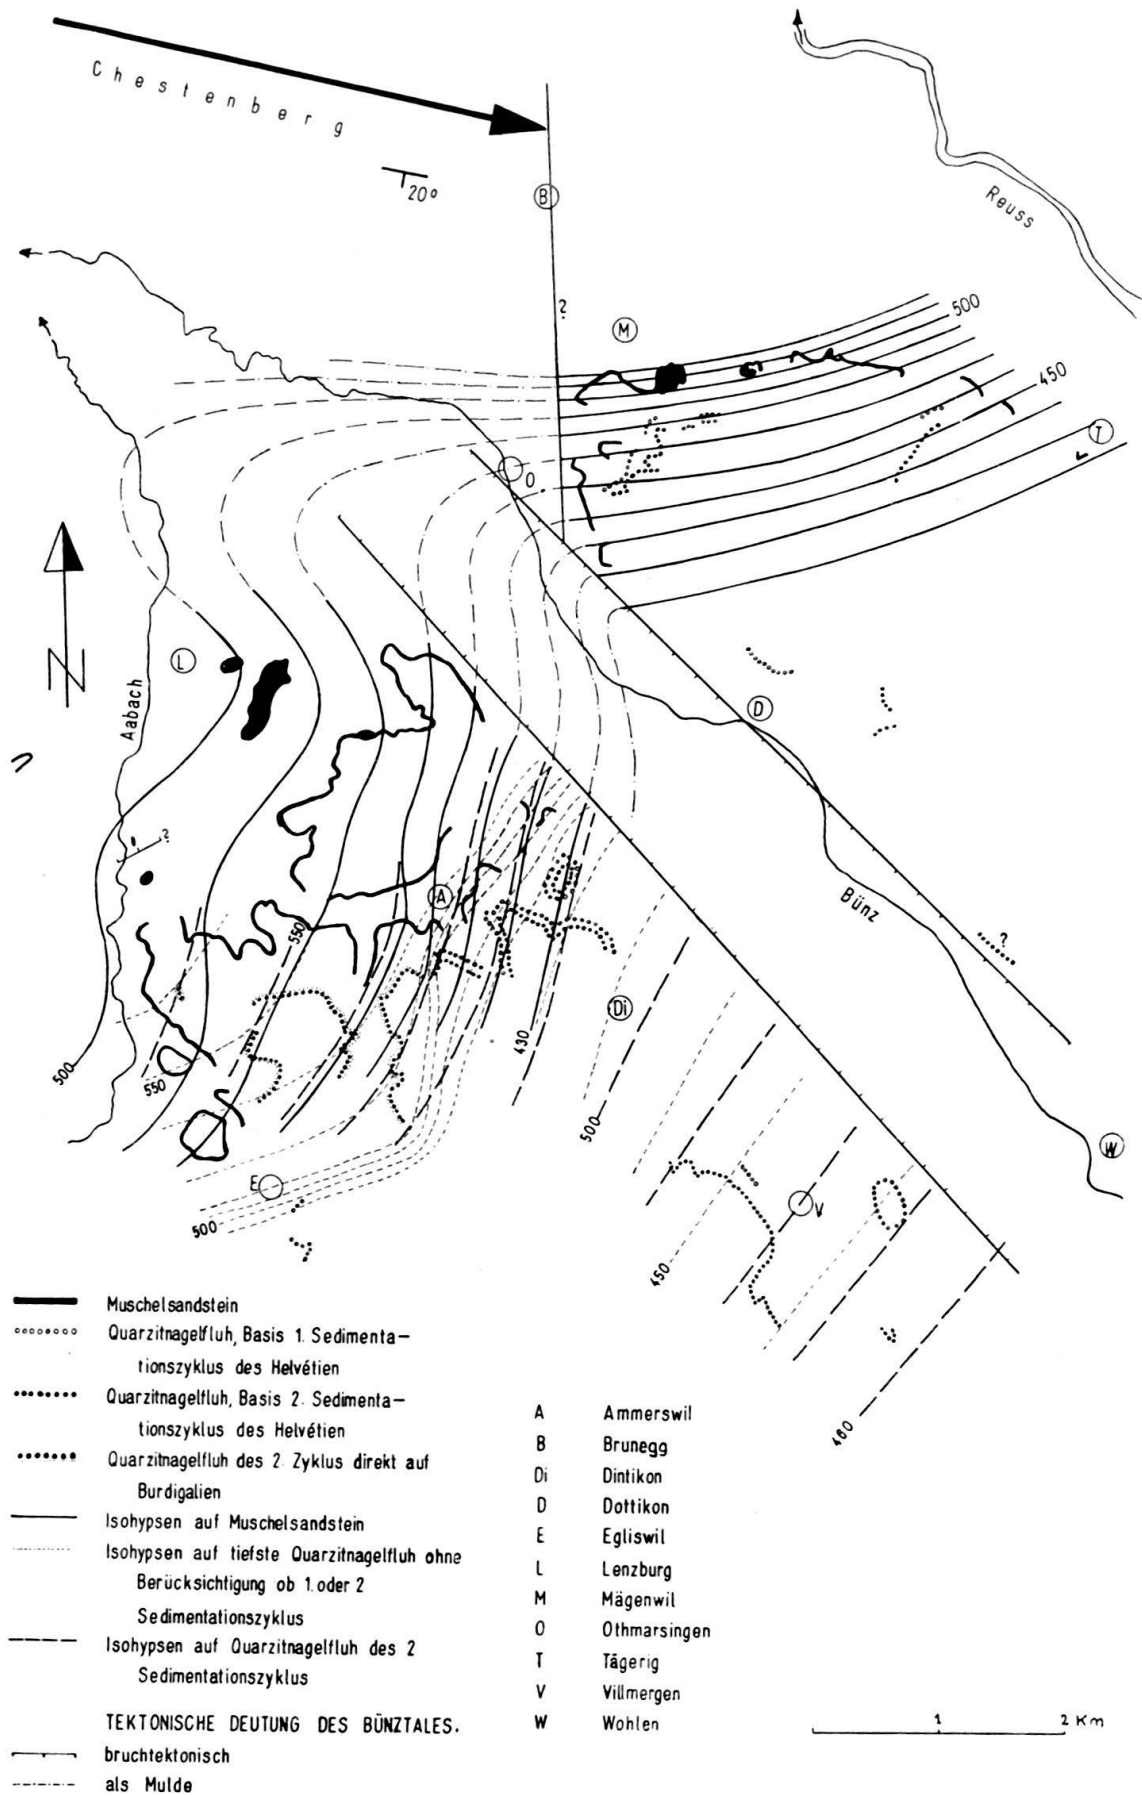 Chestenberg
20°
B
Reuss
?
M
500
450
T
O
N
L
Aabach
D
?
A
Bünz
?
550
Di
430
500
550
500
W
E
V
500
450
460
Muschelsandstein
Quarzitnagelfluh, Basis 1. Sedimenta-
tionszyklus des Helvétien
Quarzitnagelfluh, Basis 2. Sedimenta-
tionszyklus des Helvétien
Quarzitnagelfluh des 2. Zyklus direkt auf
Burdigalien
Isohypsen auf Muschelsandstein
Isohypsen auf tiefste Quarzitnagelfluh ohne
Berücksichtigung ob 1. oder 2
Sedimentationszyklus
Isohypsen auf Quarzitnagelfluh des 2
Sedimentationszyklus
TEKTONISCHE DEUTUNG DES BÜNZTALES.
bruchtektonisch
als Mulde
A Ammerswil
B Brunegg
Di Dintikon
D Dottikon
E Egliswil
L Lenzburg
M Mägenwil
O Othmarsingen
T Tägerig
V Villmergen
W Wohlen
1 2 Km